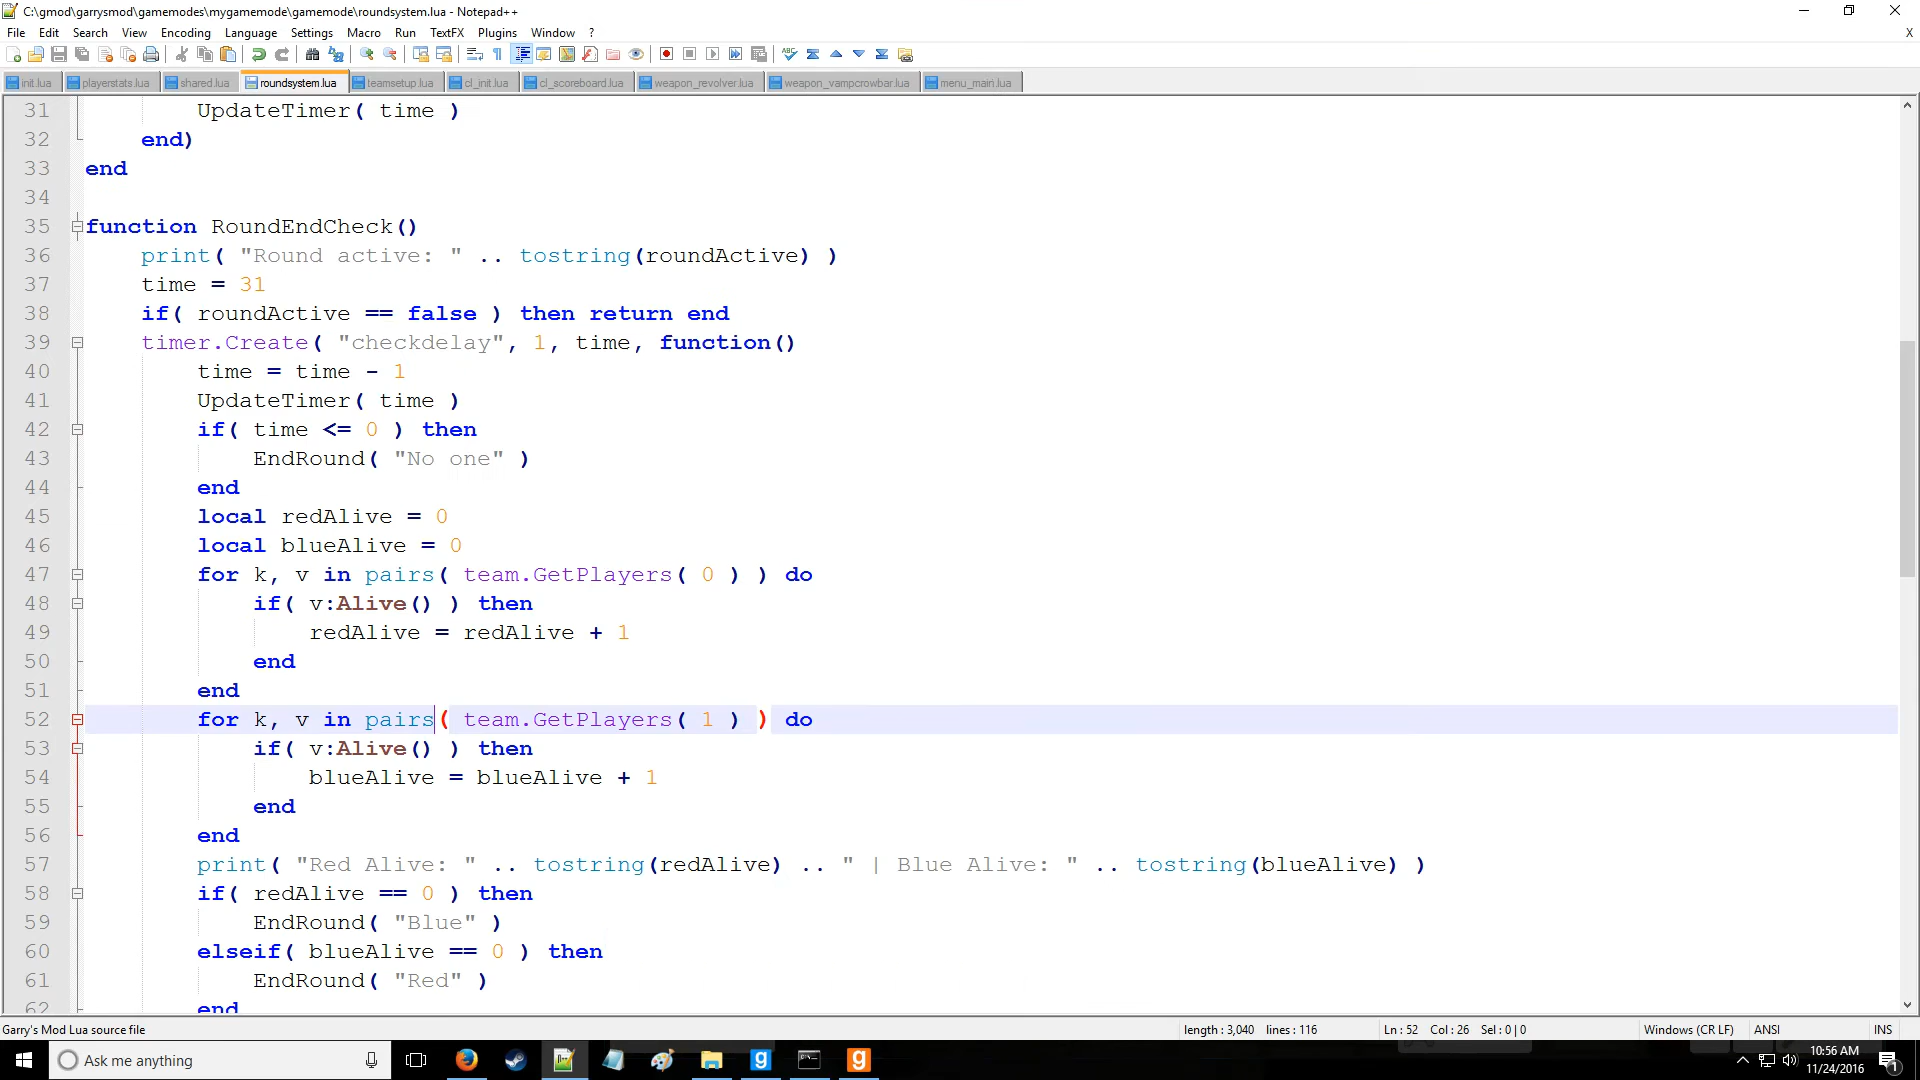 C:\gmod\garrysmod\gamemodes\mygamemode\gamemode\roundsystem.lua - Notepad++
File Edit Search View Encoding Language Settings Macro Run TextFX Plugins Window ? X
init.lua playerstats.lua shared.lua roundsystem.lua teamsetup.lua cl_init.lua cl_scoreboard.lua weapon_revolver.lua weapon_vampcrowbar.lua menu_main.lua
31 UpdateTimer( time )
32 end)
33 end
34
35 function RoundEndCheck()
36 print( "Round active: " .. tostring(roundActive) )
37 time = 31
38 if( roundActive == false ) then return end
39 timer.Create( "checkdelay", 1, time, function()
40 time = time - 1
41 UpdateTimer( time )
42 if( time <= 0 ) then
43 EndRound( "No one" )
44 end
45 local redAlive = 0
46 local blueAlive = 0
47 for k, v in pairs( team.GetPlayers( 0 ) ) do
48 if( v:Alive() ) then
49 redAlive = redAlive + 1
50 end
51 end
52 for k, v in pairs( team.GetPlayers( 1 ) ) do
53 if( v:Alive() ) then
54 blueAlive = blueAlive + 1
55 end
56 end
57 print( "Red Alive: " .. tostring(redAlive) .. " | Blue Alive: " .. tostring(blueAlive) )
58 if( redAlive == 0 ) then
59 EndRound( "Blue" )
60 elseif( blueAlive == 0 ) then
61 EndRound( "Red" )
62 end
Garry's Mod Lua source file length : 3,040 lines : 116 Ln : 52 Col : 26 Sel : 0 | 0 Windows (CR LF) ANSI INS
Ask me anything
10:56 AM
11/24/2016
1